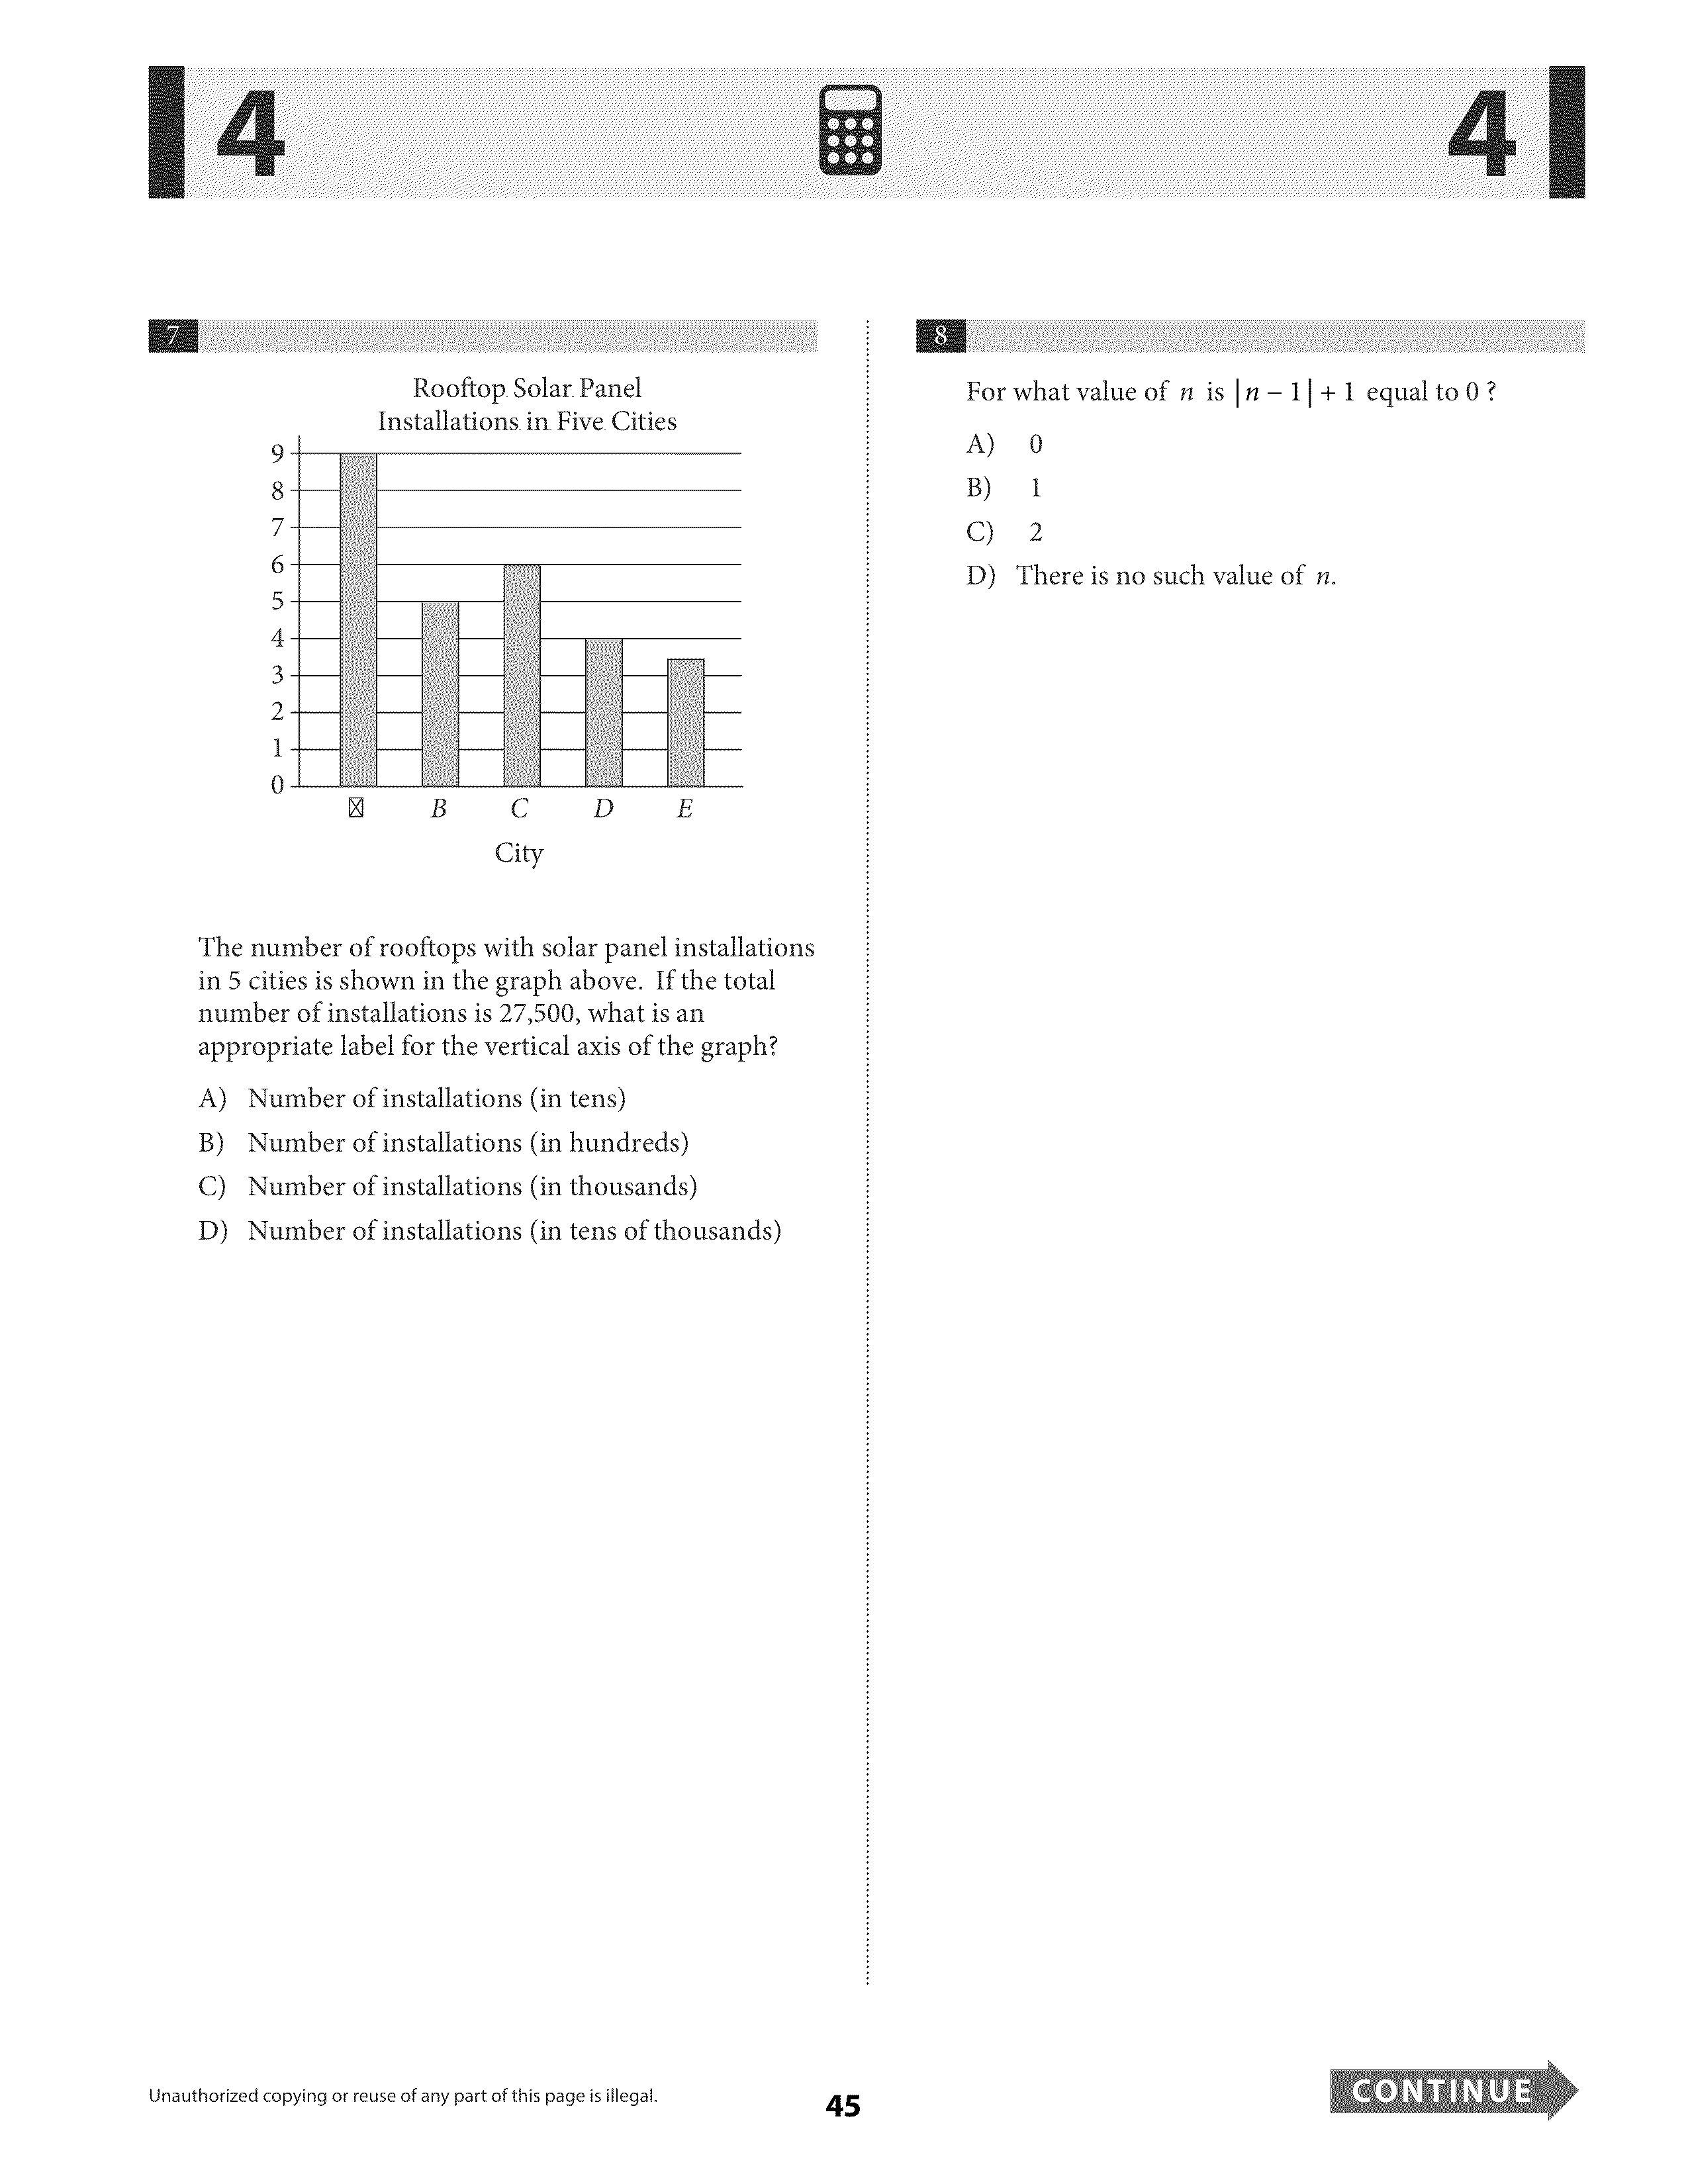 4
4
7
Rooftop Solar Panel
Installations in Five Cities
9
8
7
6
5
4
3
2
1
0
B C D E
City
The number of rooftops with solar panel installations
in 5 cities is shown in the graph above. If the total
number of installations is 27,500, what is an
appropriate label for the vertical axis of the graph?
A) Number of installations (in tens)
B) Number of installations (in hundreds)
C) Number of installations (in thousands)
D) Number of installations (in tens of thousands)
8
For what value of n is |n − 1| + 1 equal to 0 ?
A) 0
B) 1
C) 2
D) There is no such value of n.
Unauthorized copying or reuse of any part of this page is illegal.
45
CONTINUE